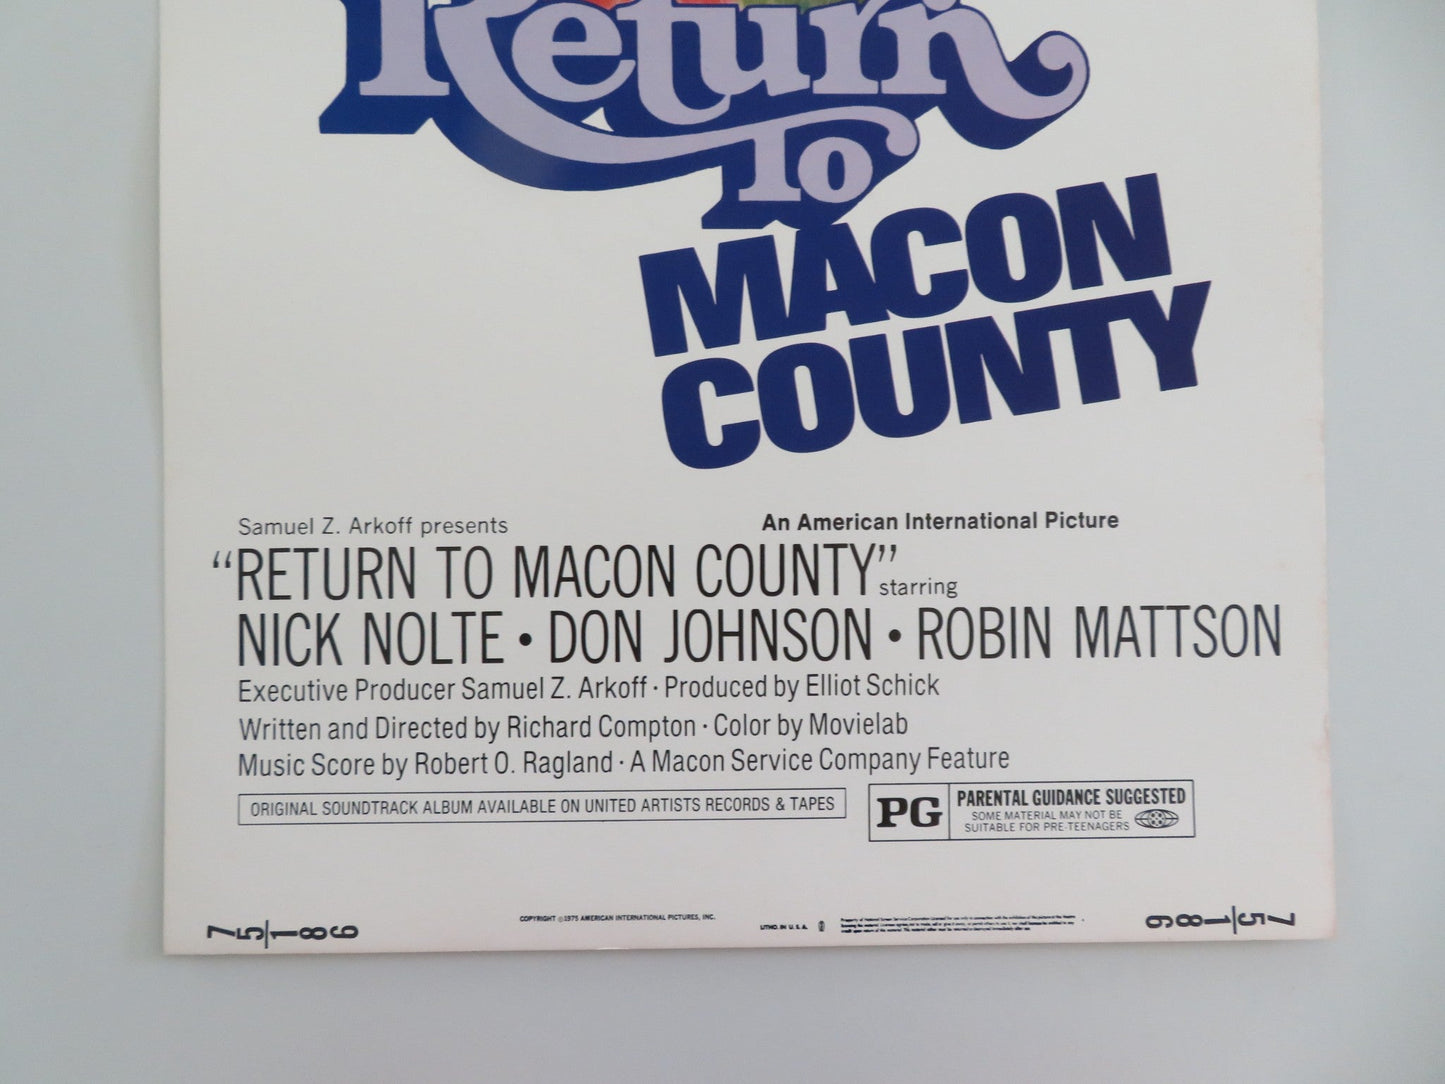 Return
To
MACON
COUNTY
Samuel Z. Arkoff presents
An American International Picture
"RETURN TO MACON COUNTY" starring
NICK NOLTE • DON JOHNSON • ROBIN MATTSON
Executive Producer Samuel Z. Arkoff · Produced by Elliot Schick
Written and Directed by Richard Compton · Color by Movielab
Music Score by Robert O. Ragland · A Macon Service Company Feature
ORIGINAL SOUNDTRACK ALBUM AVAILABLE ON UNITED ARTISTS RECORDS & TAPES
PG
PARENTAL GUIDANCE SUGGESTED
SOME MATERIAL MAY NOT BE
SUITABLE FOR PRE-TEENAGERS
COPYRIGHT ©1975 AMERICAN INTERNATIONAL PICTURES, INC.
LITHO. IN U.S.A.
75/186
75/186